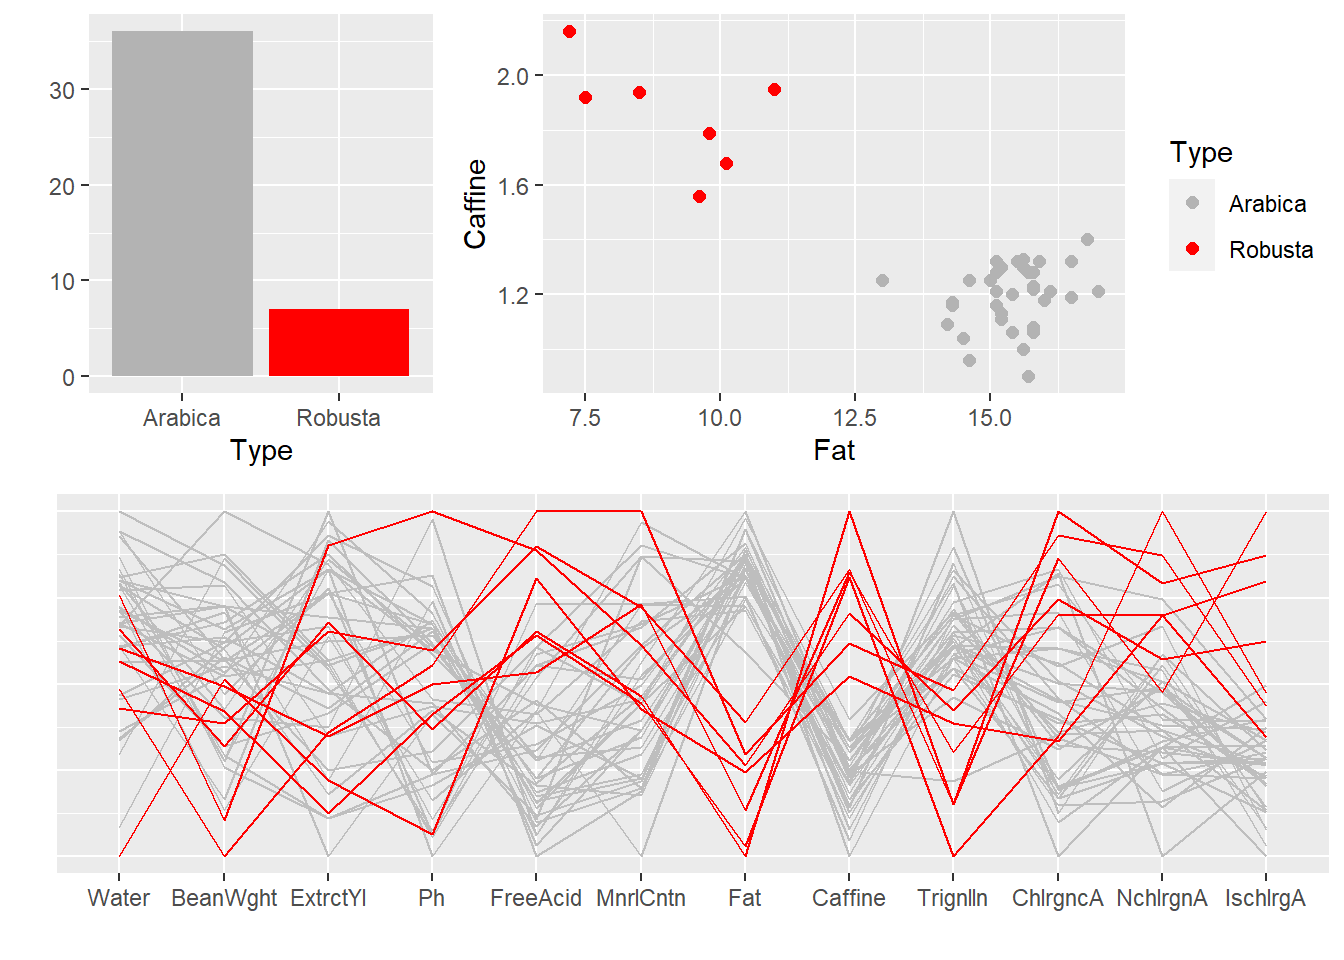 30
20
10
0
Arabica Robusta
Type
Caffine
2.0
1.6
1.2
7.5 10.0 12.5 15.0
Fat
Type
Arabica
Robusta
Water BeanWght ExtrctYl Ph FreeAcid MnrlCntn Fat Caffine Trignlln ChlrgncA NchlrgnA IschlrgA